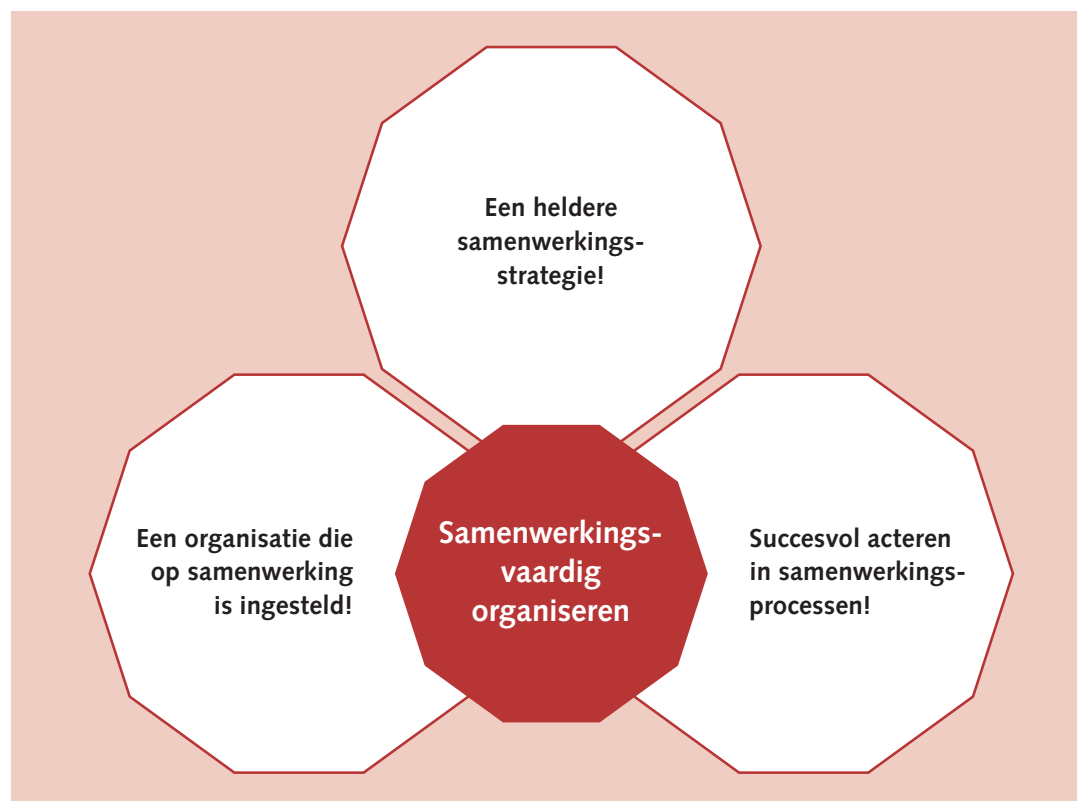 Een heldere
samenwerkings-
strategie!
Een organisatie die
op samenwerking
is ingesteld!
Samenwerkings-
vaardig
organiseren
Succesvol acteren
in samenwerkings-
processen!